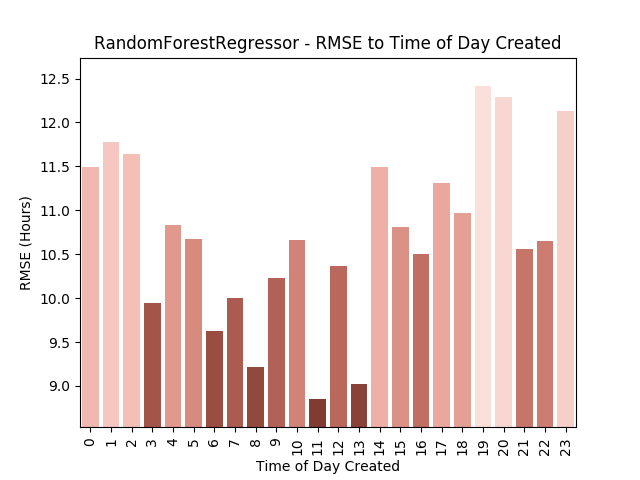 RandomForestRegressor - RMSE to Time of Day Created
12.5
12.0
11.5
11.0
10.5
10.0
9.5
9.0
RMSE (Hours)
0 1 2 3 4 5 6 7 8 9 10 11 12 13 14 15 16 17 18 19 20 21 22 23
Time of Day Created